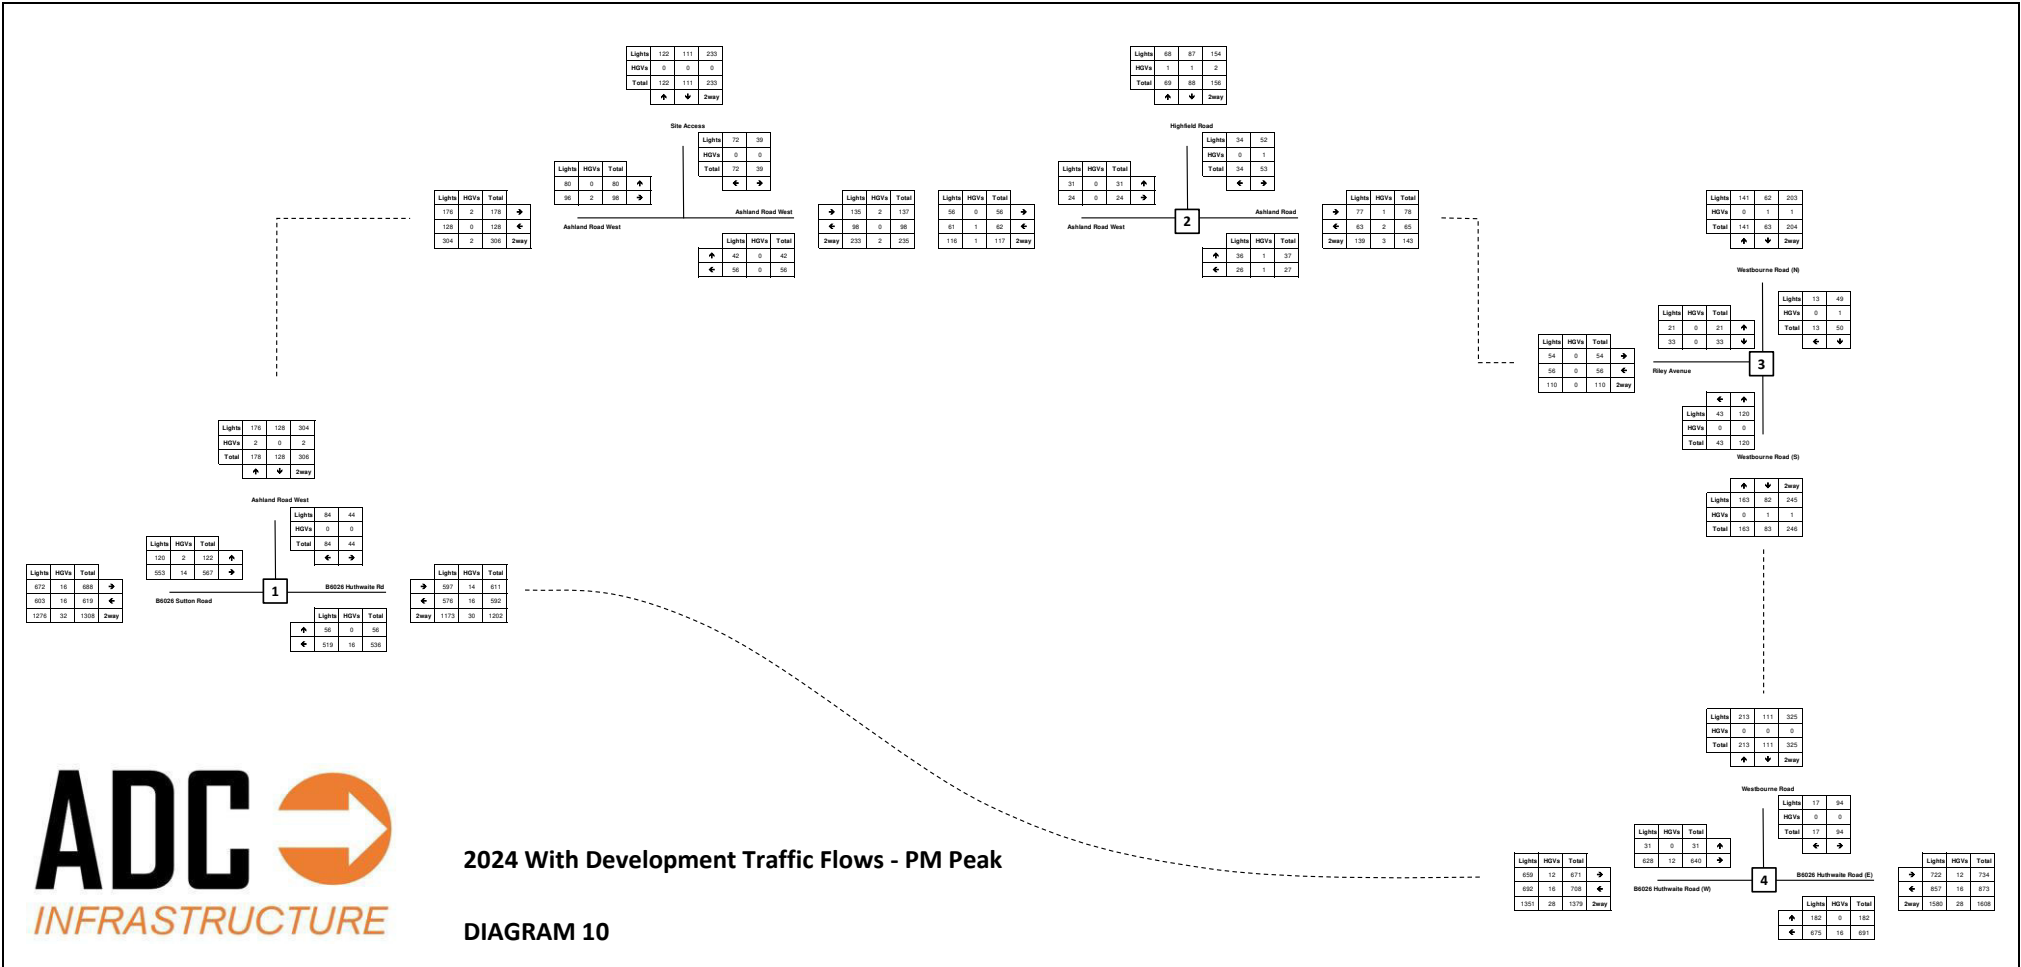 Lights 122 111 233
HGVs 0 0 0
Total 122 111 233
↑ ↓ 2way
Site Access
Lights 72 39
HGVs 0 0
Total 72 39
← →
Lights HGVs Total
80 0 80 ↑
96 2 98 →
Lights HGVs Total
176 2 178 →
128 0 128 ←
304 2 306 2way
Ashland Road West
Ashland Road West
Lights HGVs Total
→ 135 2 137
← 98 0 98
2way 233 2 235
Lights HGV Total
↑ 42 0 42
← 56 0 56
Lights 68 87 154
HGVs 1 1 2
Total 69 88 156
↑ ↓ 2way
Highfield Road
Lights 34 52
HGVs 0 1
Total 34 53
← →
Lights HGVs Total
31 0 31 ↑
24 0 24 →
Lights HGVs Total
56 0 56 →
61 1 62 ←
116 1 117 2way
Ashland Road West
2
Ashland Road
Lights HGVs Total
→ 77 1 78
← 63 2 65
2way 139 3 143
Lights HGVs Total
↑ 36 1 37
← 26 1 27
Lights 141 62 203
HGVs 0 1 1
Total 141 63 204
↑ ↓ 2way
Westbourne Road (N)
Lights 13 49
HGVs 0 1
Total 13 50
← ↓
Lights HGVs Total
21 0 21 ↑
33 0 33 ↓
Lights HGVs Total
54 0 54 →
56 0 56 ←
110 0 110 2way
Riley Avenue
3
← ↑
Lights 43 120
HGVs 0 0
Total 43 120
Westbourne Road (S)
↑ ↓ 2way
Lights 163 82 245
HGVs 0 1 1
Total 163 83 246
Lights 176 128 304
HGVs 2 0 2
Total 178 128 306
↑ ↓ 2way
Ashland Road West
Lights 84 44
HGVs 0 0
Total 84 44
← →
Lights HGVs Total
120 2 122 ↑
553 14 567 →
Lights HGVs Total
672 16 688 →
603 16 619 ←
1276 32 1308 2way
B6026 Sutton Road
1
B6026 Huthwaite Rd
Lights HGVs Total
→ 597 14 611
← 576 16 592
2way 1173 30 1202
Lights HGVs Total
↑ 56 0 56
← 519 16 536
Lights 213 111 325
HGVs 0 0 0
Total 213 111 325
↑ ↓ 2way
Westbourne Road
Lights 17 94
HGVs 0 0
Total 17 94
← →
Lights HGVs Total
31 0 31 ↑
628 12 640 →
Lights HGVs Total
659 12 671 →
692 16 708 ←
1351 28 1379 2way
B6026 Huthwaite Road (W)
4
B6026 Huthwaite Road (E)
Lights HGVs Total
→ 722 12 734
← 857 16 873
2way 1580 28 1608
Lights HGVs Total
↑ 182 0 182
← 675 16 691
ADC
INFRASTRUCTURE
2024 With Development Traffic Flows - PM Peak
DIAGRAM 10